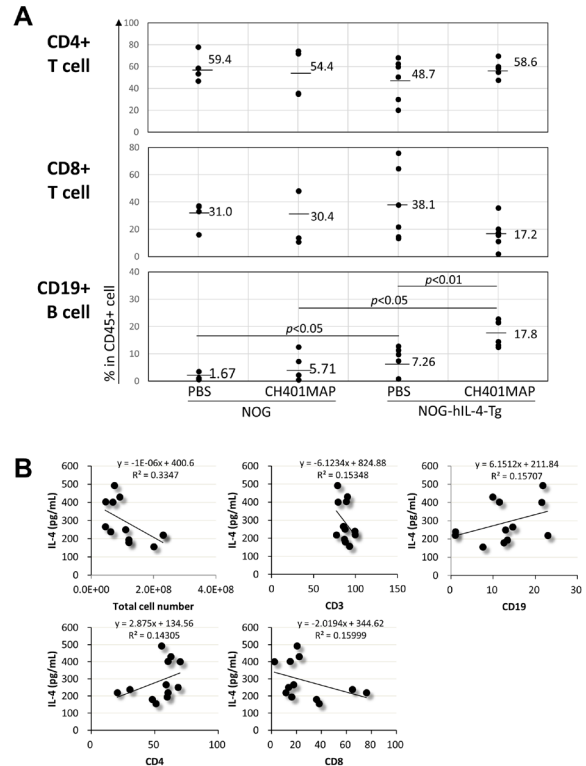 A
CD4+
T cell
100
80
60
40
20
0
59.4
54.4
48.7
58.6
CD8+
T cell
80
60
40
20
0
31.0
30.4
38.1
17.2
CD19+
B cell
% in CD45+ cell
40
30
20
10
0
p<0.01
p<0.05
p<0.05
1.67
5.71
7.26
17.8
PBS CH401MAP PBS CH401MAP
NOG NOG-hIL-4-Tg
B
y = -1E-06x + 400.6
R² = 0.3347
IL-4 (pg/mL)
600
500
400
300
200
100
0
0.0E+00 2.0E+08 4.0E+08
Total cell number
y = -6.1234x + 824.88
R² = 0.15348
IL-4 (pg/mL)
600
500
400
300
200
100
0
0 50 100 150
CD3
y = 6.1512x + 211.84
R² = 0.15707
IL-4 (pg/mL)
600
500
400
300
200
100
0
0 10 20 30
CD19
y = 2.875x + 134.56
R² = 0.14305
IL-4 (pg/mL)
600
500
400
300
200
100
0
0 50 100
CD4
y = -2.0194x + 344.62
R² = 0.15999
IL-4 (pg/mL)
600
500
400
300
200
100
0
0 20 40 60 80 100
CD8